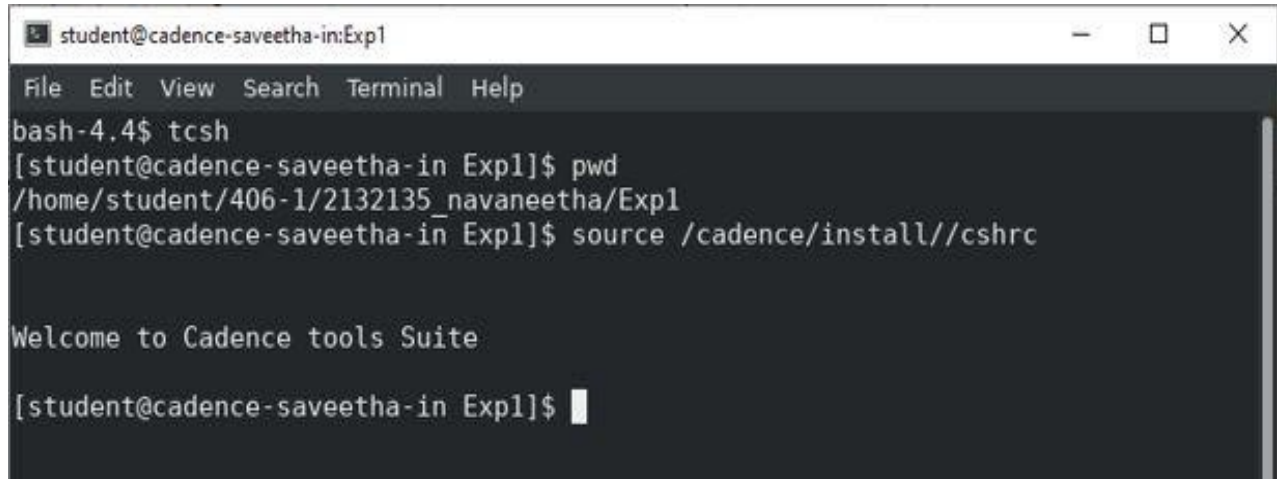 student@cadence-saveetha-in:Exp1
File Edit View Search Terminal Help
bash-4.4$ tcsh
[student@cadence-saveetha-in Exp1]$ pwd
/home/student/406-1/2132135_navaneetha/Exp1
[student@cadence-saveetha-in Exp1]$ source /cadence/install//cshrc
Welcome to Cadence tools Suite
[student@cadence-saveetha-in Exp1]$